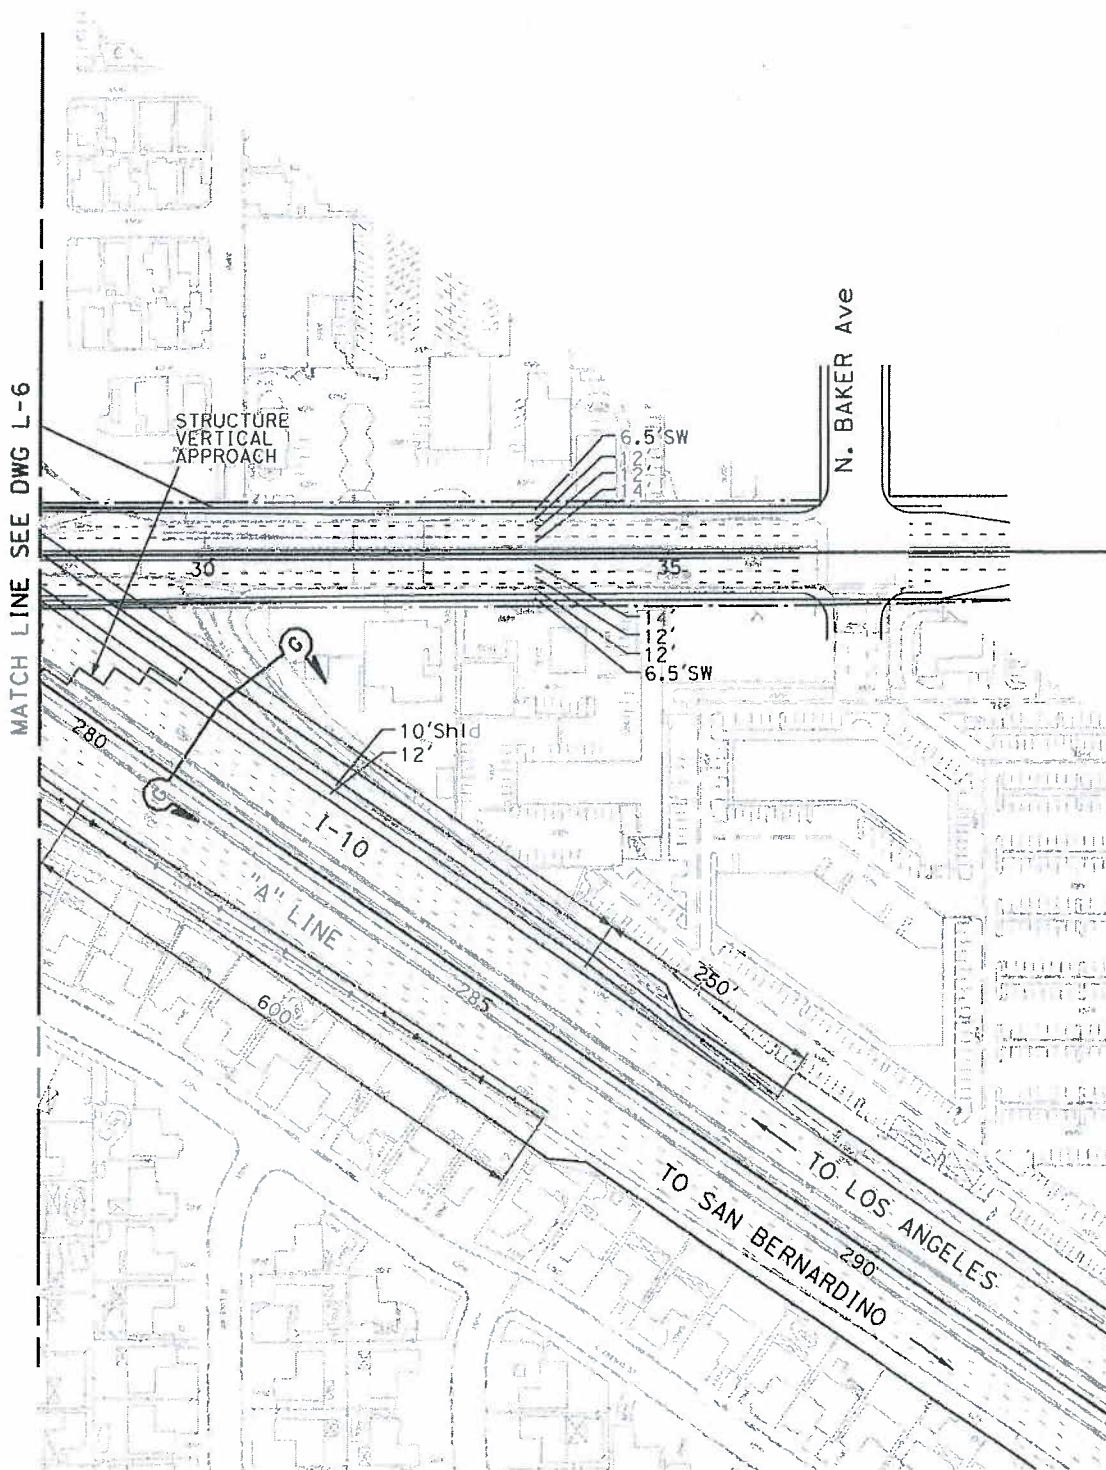 MATCH LINE SEE DWG L-6
N. BAKER Ave
STRUCTURE
VERTICAL
APPROACH
6.5'SW
12'
12'
14'
30
35
14'
12'
12'
6.5'SW
G
10'Shld
12'
280
G
I-10
"A" LINE
285
250'
600'
TO LOS ANGELES
TO SAN BERNARDINO
290